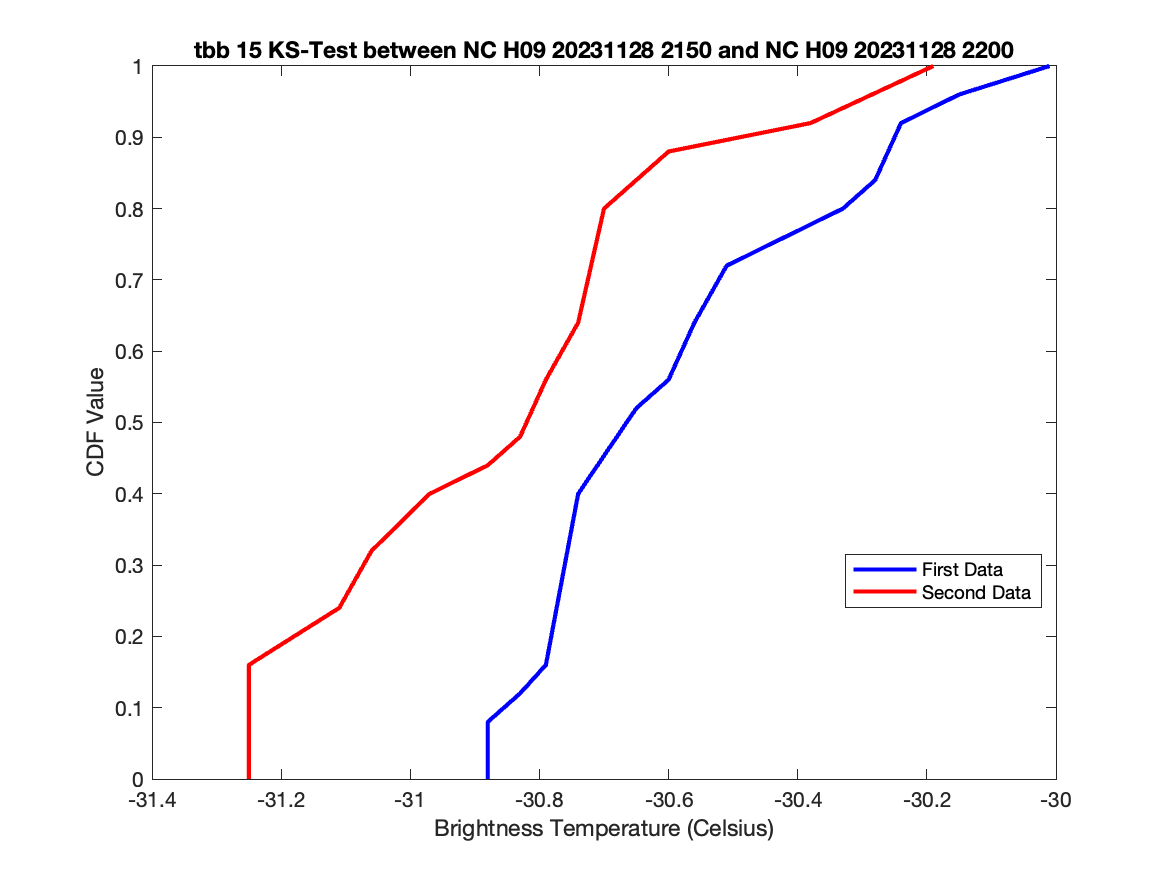 tbb 15 KS-Test between NC H09 20231128 2150 and NC H09 20231128 2200
1
0.9
0.8
0.7
0.6
0.5
0.4
0.3
0.2
0.1
0
CDF Value
First Data
Second Data
-31.4 -31.2 -31 -30.8 -30.6 -30.4 -30.2 -30
Brightness Temperature (Celsius)